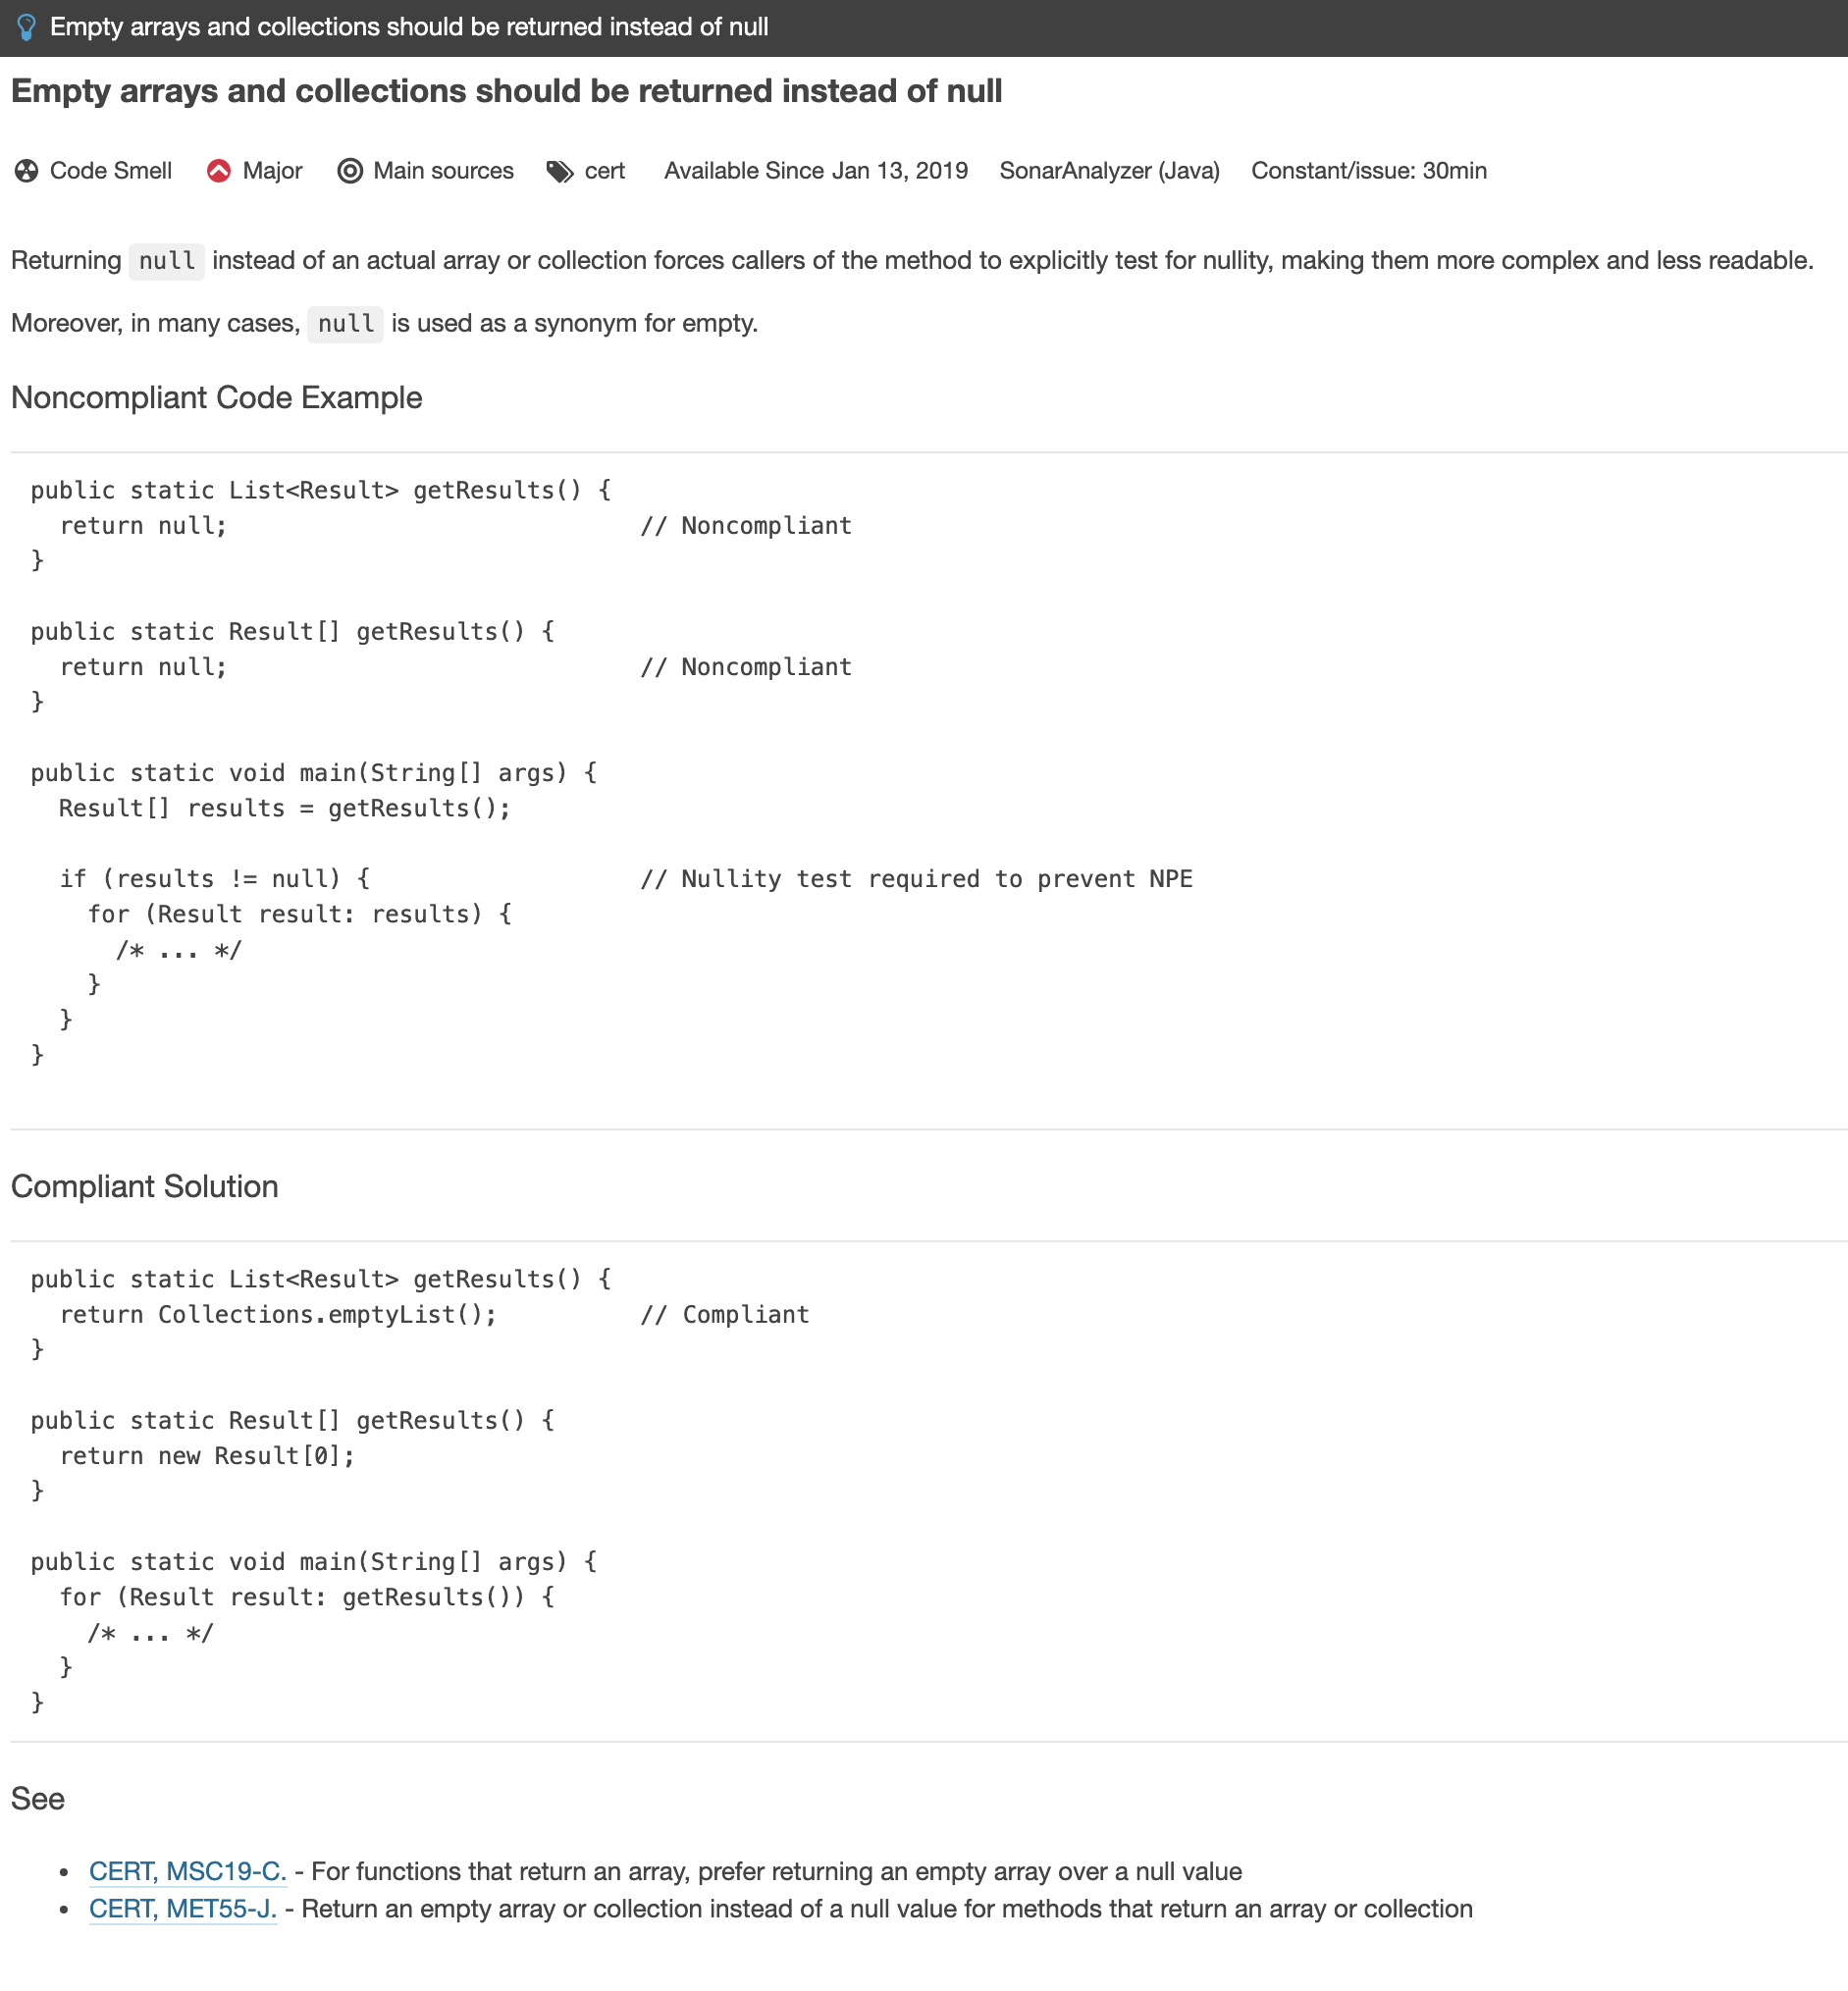 Empty arrays and collections should be returned instead of null
Empty arrays and collections should be returned instead of null
Code Smell Major Main sources cert Available Since Jan 13, 2019 SonarAnalyzer (Java) Constant/issue: 30min
Returning null instead of an actual array or collection forces callers of the method to explicitly test for nullity, making them more complex and less readable.
Moreover, in many cases, null is used as a synonym for empty.
Noncompliant Code Example
public static List<Result> getResults() {
  return null;                             // Noncompliant
}
public static Result[] getResults() {
  return null;                             // Noncompliant
}
public static void main(String[] args) {
  Result[] results = getResults();
  if (results != null) {                   // Nullity test required to prevent NPE
    for (Result result: results) {
      /* ... */
    }
  }
}
Compliant Solution
public static List<Result> getResults() {
  return Collections.emptyList();          // Compliant
}
public static Result[] getResults() {
  return new Result[0];
}
public static void main(String[] args) {
  for (Result result: getResults()) {
    /* ... */
  }
}
See
• CERT, MSC19-C. - For functions that return an array, prefer returning an empty array over a null value
• CERT, MET55-J. - Return an empty array or collection instead of a null value for methods that return an array or collection